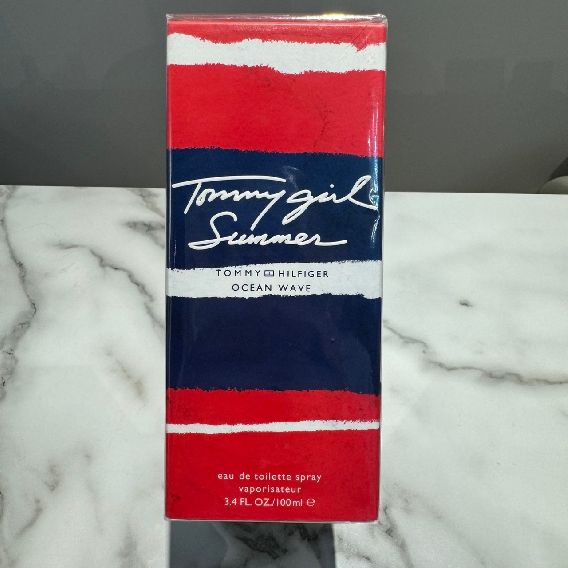 Tommy girl
Summer
TOMMY HILFIGER
OCEAN WAVE
eau de toilette spray
vaporisateur
3.4 FL. OZ./100ml ℮